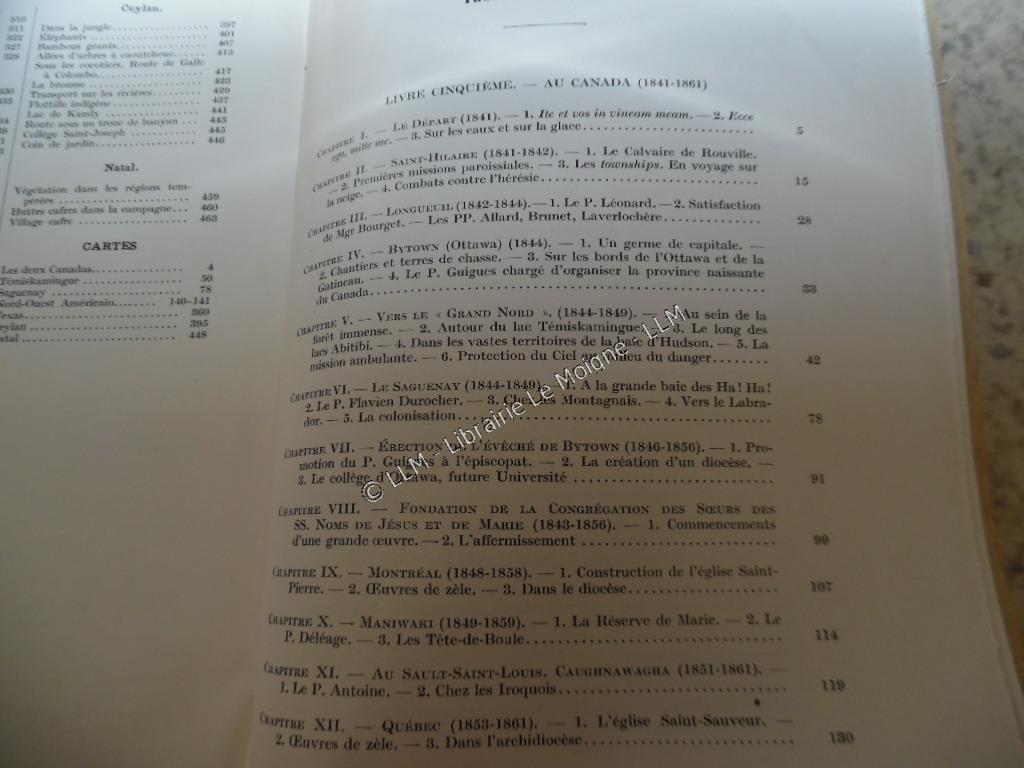 Ceylan.
310
311 Dans la jungle 397
322 Éléphants 401
327 Bambous géants 407
328 Allées d'arbres à caoutchouc 413
Sous les cocotiers. Route de Galle
à Colombo 417
La brousse 423
330 Transport sur les rivières 429
333 Flottille indigène 437
Lac de Kandy 441
Route sous un tronc de banyan 443
Collège Saint-Joseph 445
Coin de jardin 446
Natal.
Végétation dans les régions tem-
pérées 459
Huttes cafres dans la campagne 460
Village cafre 463
CARTES
Les deux Canadas 4
Témiskamingue 50
Saguenay 78
Nord-Ouest Américain 140-141
Texas 360
Ceylan 395
Natal 448
LIVRE CINQUIÈME. — AU CANADA (1841-1861)
CHAPITRE I. — LE DÉPART (1841). — 1. Ite et vos in vineam meam. — 2. Ecce
ego, mitte me. — 3. Sur les eaux et sur la glace 5
CHAPITRE II. — SAINT-HILAIRE (1841-1842). — 1. Le Calvaire de Rouville.
— 2. Premières missions paroissiales. — 3. Les townships. En voyage sur
la neige. — 4. Combats contre l'hérésie 15
CHAPITRE III. — LONGUEUIL (1842-1844). — 1. Le P. Léonard. — 2. Satisfaction
de Mgr Bourget. — Les PP. Allard, Brunet, Laverlochère 28
CHAPITRE IV. — BYTOWN (Ottawa) (1844). — 1. Un germe de capitale. —
2. Chantiers et terres de chasse. — 3. Sur les bords de l'Ottawa et de la
Gatineau. — 4. Le P. Guigues chargé d'organiser la province naissante
du Canada 33
CHAPITRE V. — VERS LE « GRAND NORD ». (1844-1849). — 1. Au sein de la
forêt immense. — 2. Autour du lac Témiskamingue. — 3. Le long des
lacs Abitibi. — 4. Dans les vastes territoires de la baie d'Hudson. — 5. La
mission ambulante. — 6. Protection du Ciel au milieu du danger 42
CHAPITRE VI. — LE SAGUENAY (1844-1849). — 1. A la grande baie des Ha! Ha!
2. Le P. Flavien Durocher. — 3. Chez les Montagnais. — 4. Vers le Labra-
dor. — 5. La colonisation 78
CHAPITRE VII. — ÉRECTION DE L'ÉVÊCHÉ DE BYTOWN (1846-1856). — 1. Pro-
motion du P. Guigues à l'épiscopat. — 2. La création d'un diocèse. —
3. Le collège d'Ottawa, future Université 91
CHAPITRE VIII. — FONDATION DE LA CONGRÉGATION DES SŒURS DES
SS. NOMS DE JÉSUS ET DE MARIE (1843-1856). — 1. Commencements
d'une grande œuvre. — 2. L'affermissement 99
CHAPITRE IX. — MONTRÉAL (1848-1858). — 1. Construction de l'église Saint-
Pierre. — 2. Œuvres de zèle. — 3. Dans le diocèse 107
CHAPITRE X. — MANIWAKI (1849-1859). — 1. La Réserve de Marie. — 2. Le
P. Déléage. — 3. Les Tête-de-Boule 114
CHAPITRE XI. — AU SAULT-SAINT-LOUIS. CAUGHNAWAGHA (1851-1861). —
1. Le P. Antoine. — 2. Chez les Iroquois 119
CHAPITRE XII. — QUÉBEC (1853-1861). — 1. L'église Saint-Sauveur. —
2. Œuvres de zèle. — 3. Dans l'archidiocèse 130
© LLM - Librairie Le Moigne - LLM